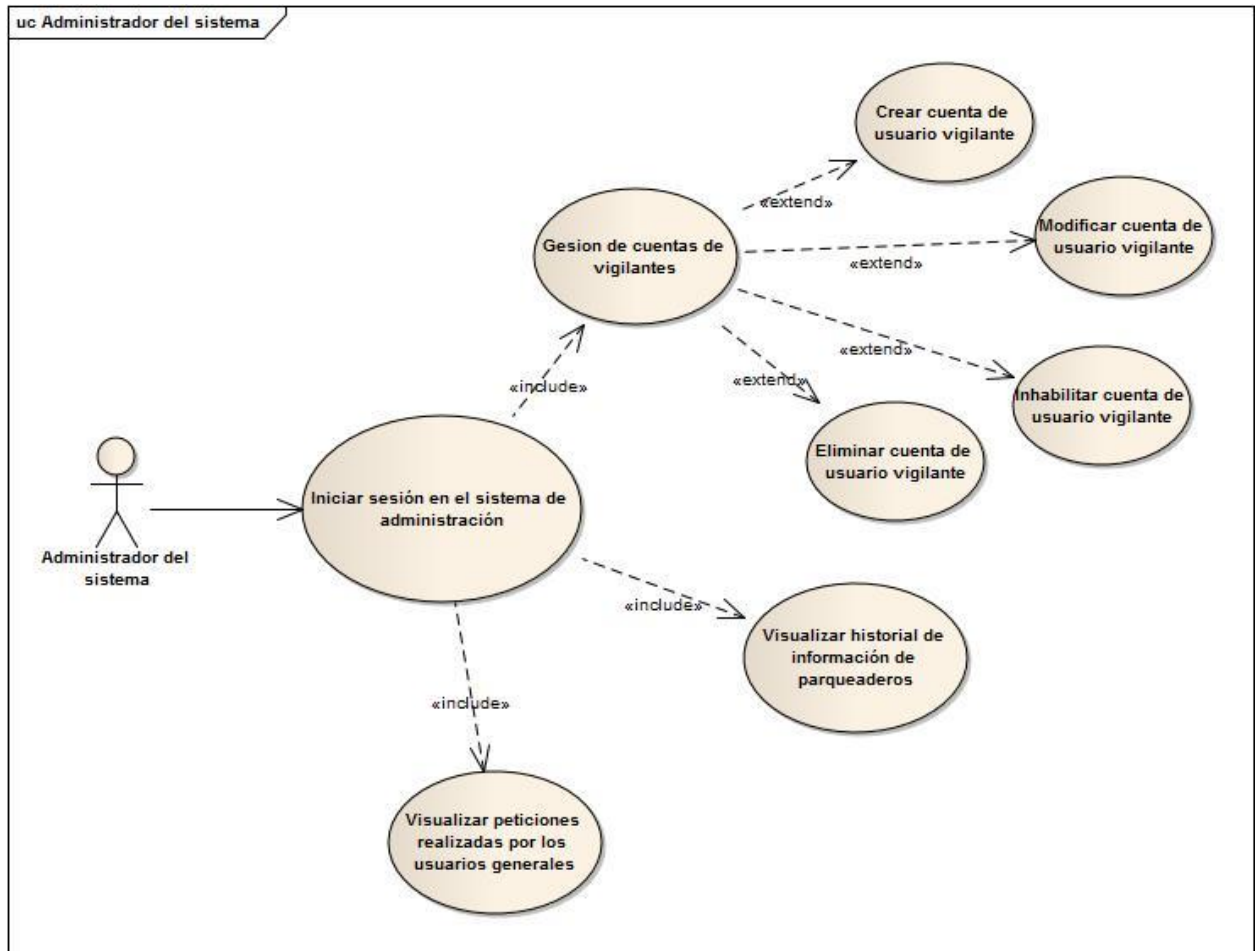 uc Administrador del sistema
Crear cuenta de
usuario vigilante
«extend»
Modificar cuenta de
usuario vigilante
«extend»
Gesion de cuentas de
vigilantes
«extend»
Inhabilitar cuenta de
usuario vigilante
«extend»
Eliminar cuenta de
usuario vigilante
«include»
Iniciar sesión en el sistema de
administración
Administrador del
sistema
«include»
Visualizar historial de
información de
parqueaderos
«include»
Visualizar peticiones
realizadas por los
usuarios generales